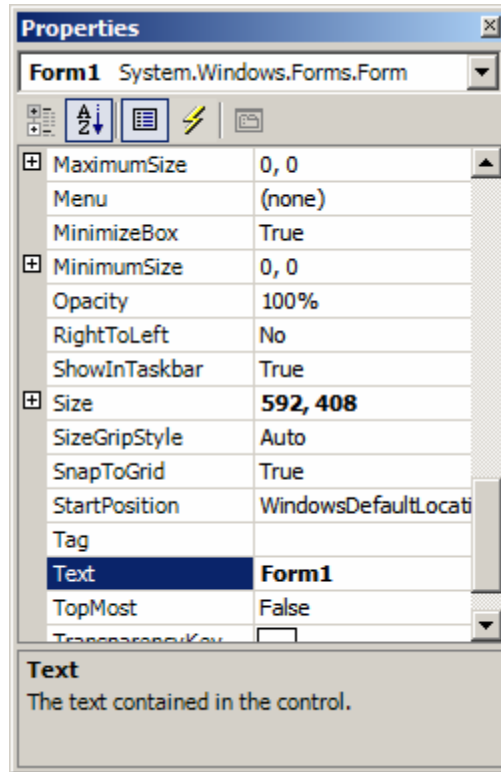 Properties
Form1 System.Windows.Forms.Form
MaximumSize 0, 0
Menu (none)
MinimizeBox True
MinimumSize 0, 0
Opacity 100%
RightToLeft No
ShowInTaskbar True
Size 592, 408
SizeGripStyle Auto
SnapToGrid True
StartPosition WindowsDefaultLocati
Tag
Text Form1
TopMost False
TransparencyKey
Text
The text contained in the control.